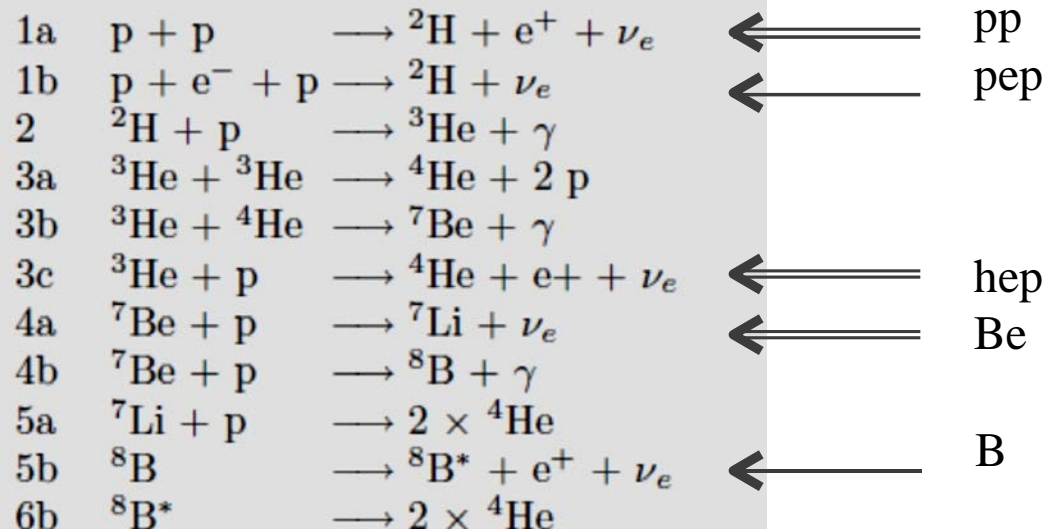 1a p + p ⟶ ²H + e⁺ + νₑ pp
1b p + e⁻ + p ⟶ ²H + νₑ pep
2 ²H + p ⟶ ³He + γ
3a ³He + ³He ⟶ ⁴He + 2 p
3b ³He + ⁴He ⟶ ⁷Be + γ
3c ³He + p ⟶ ⁴He + e+ + νₑ hep
4a ⁷Be + p ⟶ ⁷Li + νₑ Be
4b ⁷Be + p ⟶ ⁸B + γ
5a ⁷Li + p ⟶ 2 × ⁴He
5b ⁸B ⟶ ⁸B* + e⁺ + νₑ B
6b ⁸B* ⟶ 2 × ⁴He